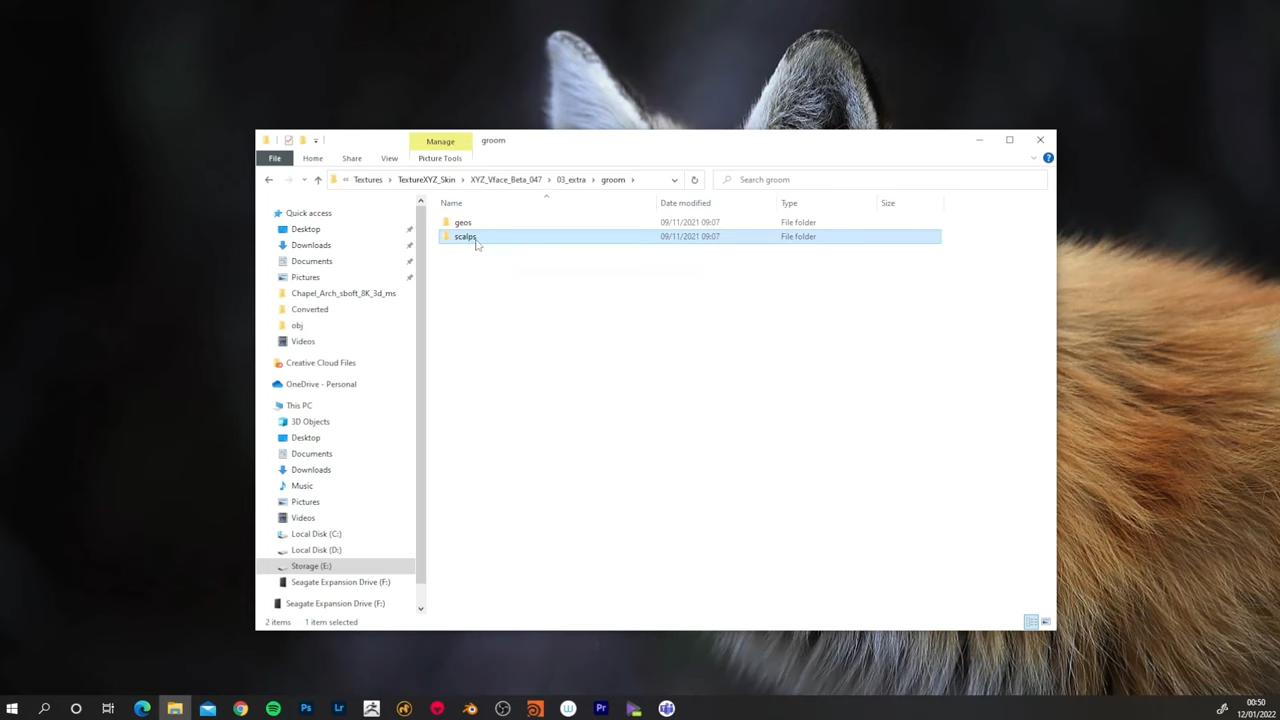 Manage
groom
File
Home
Share
View
Picture Tools
« Textures › TextureXYZ_Skin › XYZ_Vface_Beta_047 › 03_extra › groom ›
Search groom
Name
Date modified
Type
Size
geos
09/11/2021 09:07
File folder
scalps
09/11/2021 09:07
File folder
Quick access
Desktop
Downloads
Documents
Pictures
Chapel_Arch_sboft_8K_3d_ms
Converted
obj
Videos
Creative Cloud Files
OneDrive - Personal
This PC
3D Objects
Desktop
Documents
Downloads
Music
Pictures
Videos
Local Disk (C:)
Local Disk (D:)
Storage (E:)
Seagate Expansion Drive (F:)
Seagate Expansion Drive (F:)
2 items
1 item selected
Ps
Lr
Pr
00:50
12/01/2022